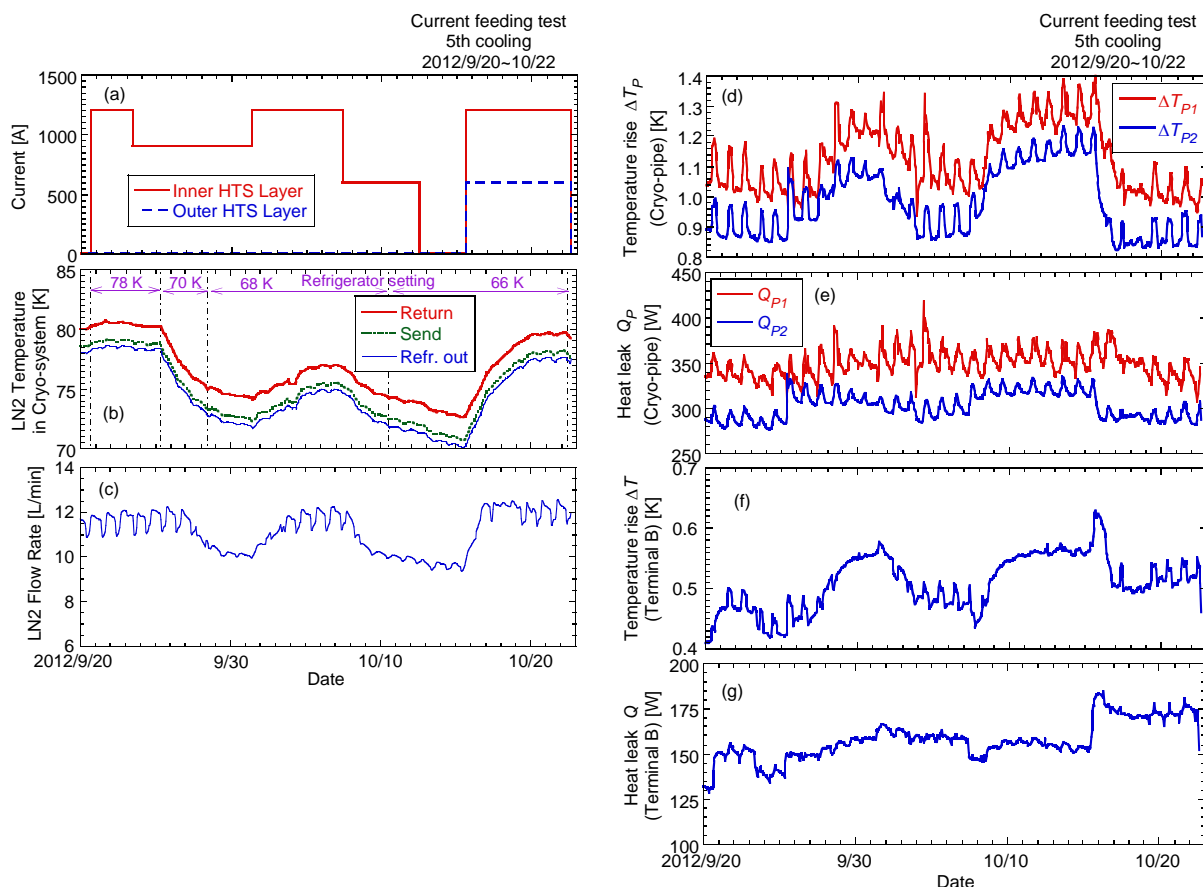 Current feeding test
5th cooling
2012/9/20~10/22
1500
1000
500
0
Current [A]
(a)
Inner HTS Layer
Outer HTS Layer
85
80
75
70
LN2 Temperature
in Cryo-system [K]
78 K
70 K
68 K
Refrigerator setting
66 K
Return
Send
Refr. out
(b)
14
12
10
8
6
LN2 Flow Rate [L/min]
(c)
2012/9/20
9/30
10/10
10/20
Date
Current feeding test
5th cooling
2012/9/20~10/22
1.4
1.3
1.2
1.1
1.0
0.9
0.8
Temperature rise ΔTP
(Cryo-pipe) [K]
(d)
ΔTP1
ΔTP2
450
400
350
300
250
Heat leak QP
(Cryo-pipe) [W]
QP1
QP2
(e)
0.7
0.6
0.5
0.4
Temperature rise ΔT
(Terminal B) [K]
(f)
200
175
150
125
100
Heat leak Q
(Terminal B) [W]
(g)
2012/9/20
9/30
10/10
10/20
Date